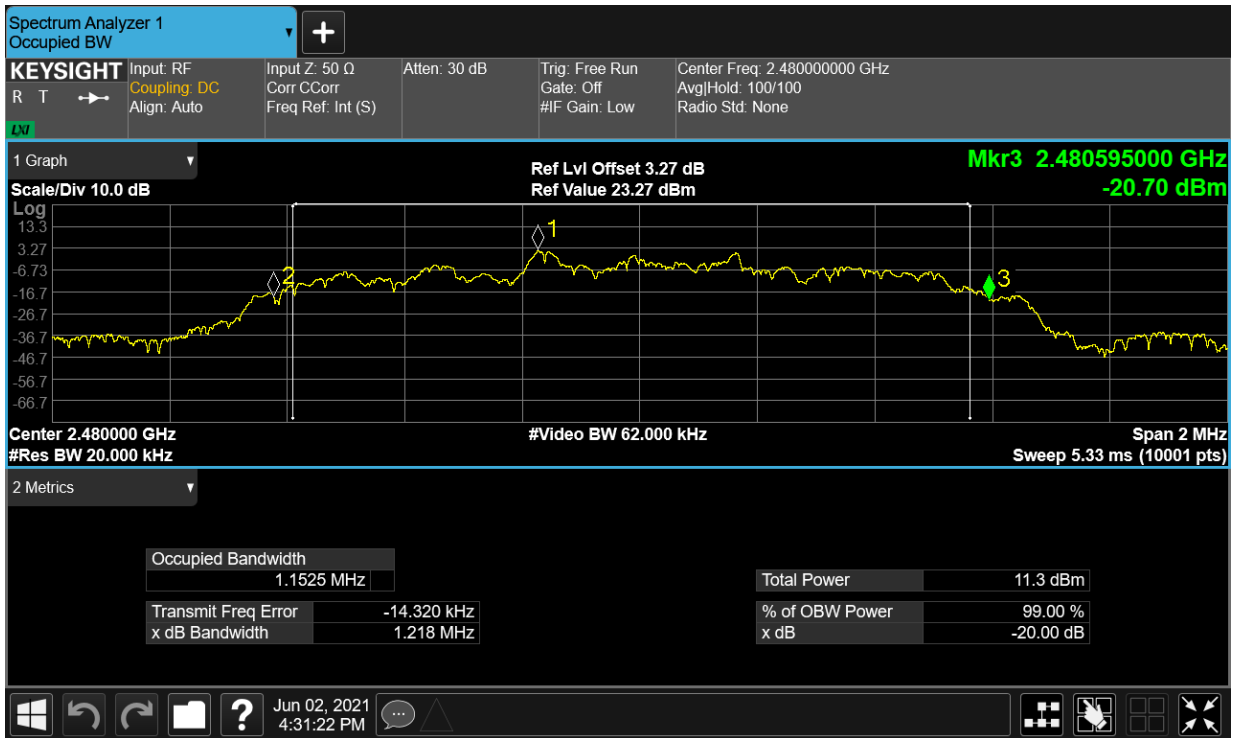 Spectrum Analyzer 1
Occupied BW
KEYSIGHT
R T
LXI
Input: RF
Coupling: DC
Align: Auto
Input Z: 50 Ω
Corr CCorr
Freq Ref: Int (S)
Atten: 30 dB
Trig: Free Run
Gate: Off
#IF Gain: Low
Center Freq: 2.480000000 GHz
Avg|Hold: 100/100
Radio Std: None
1 Graph
Ref Lvl Offset 3.27 dB
Mkr3 2.480595000 GHz
Scale/Div 10.0 dB
Ref Value 23.27 dBm
-20.70 dBm
Log
13.3
3.27
-6.73
-16.7
-26.7
-36.7
-46.7
-56.7
-66.7
1
2
3
Center 2.480000 GHz
#Video BW 62.000 kHz
Span 2 MHz
#Res BW 20.000 kHz
Sweep 5.33 ms (10001 pts)
2 Metrics
Occupied Bandwidth
1.1525 MHz
Total Power 11.3 dBm
Transmit Freq Error -14.320 kHz
% of OBW Power 99.00 %
x dB Bandwidth 1.218 MHz
x dB -20.00 dB
?
Jun 02, 2021
4:31:22 PM